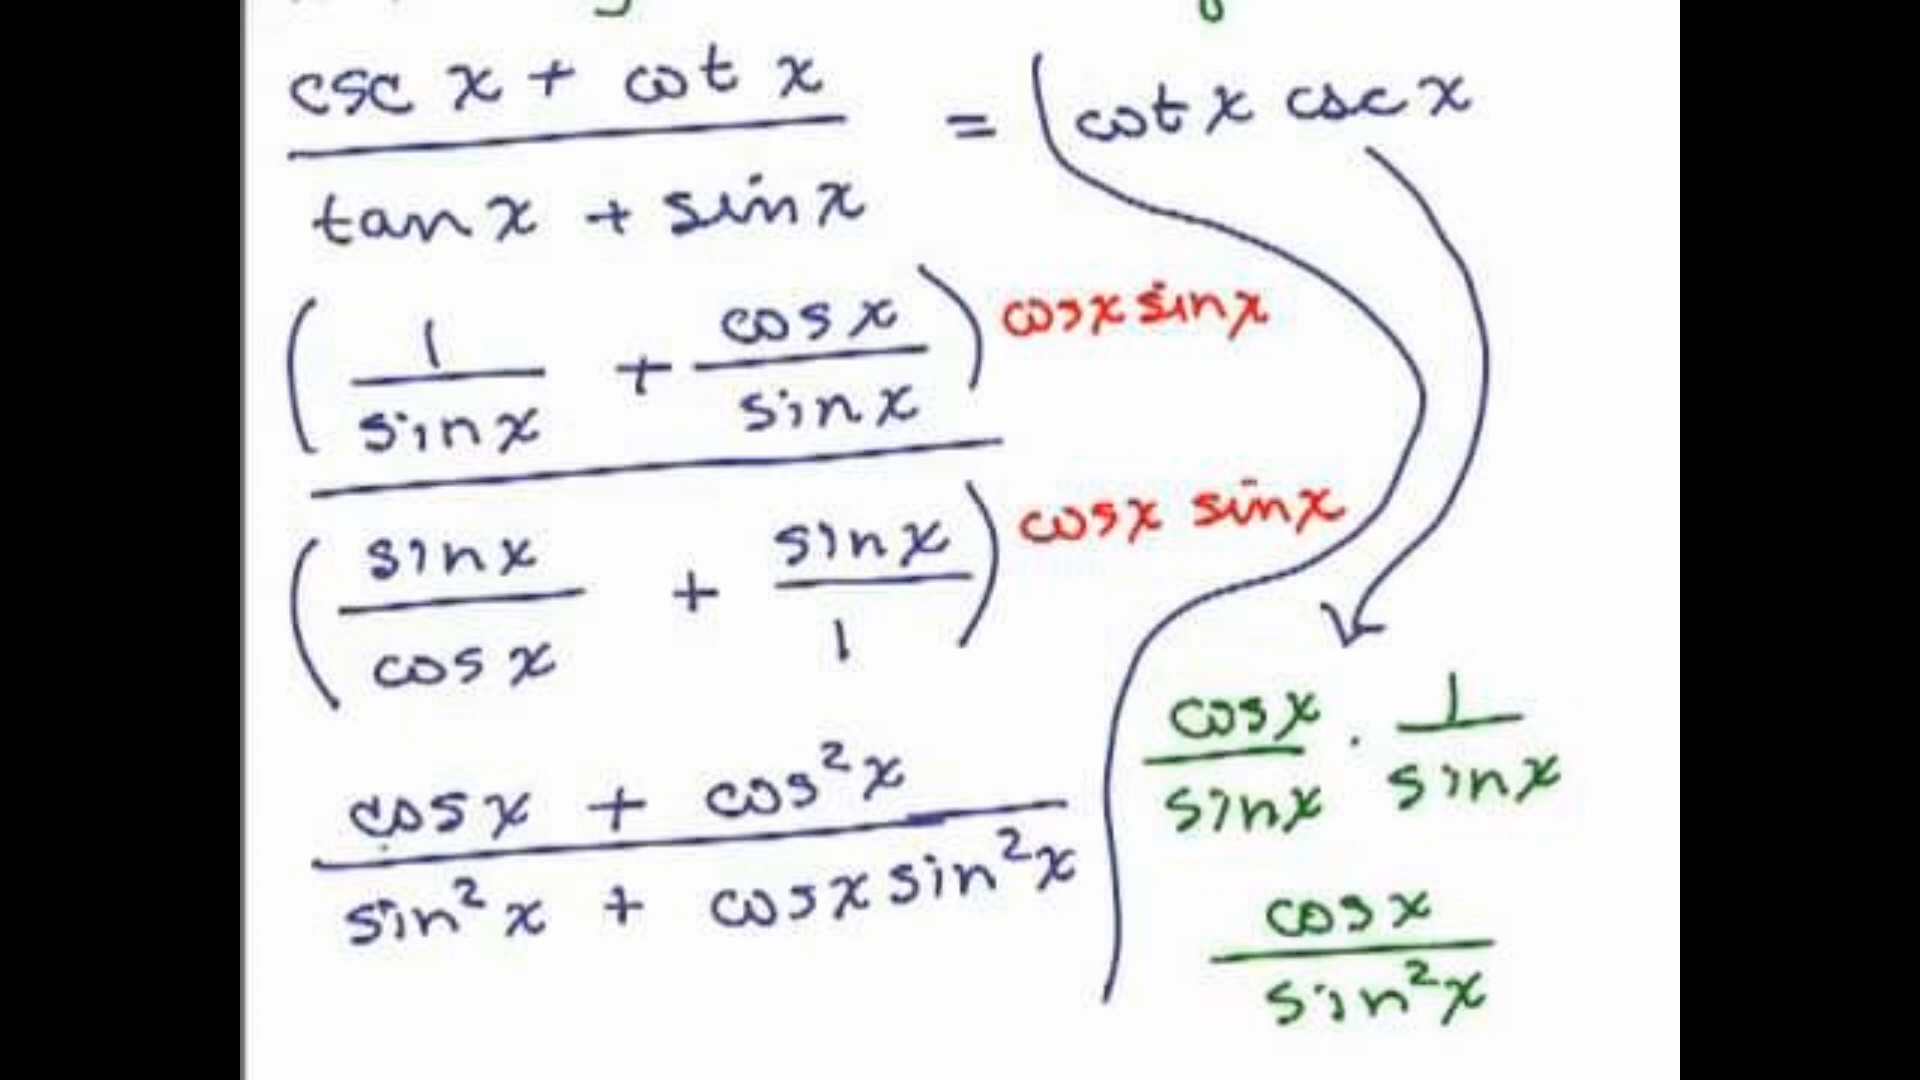 csc x + cot x / tan x + sin x = cot x csc x
(1/sin x + cos x/sin x) cos x sin x
(sin x/cos x + sin x/1) cos x sin x
cos x + cos²x / sin²x + cos x sin²x
cos x/sin x · 1/sin x
cos x/sin²x